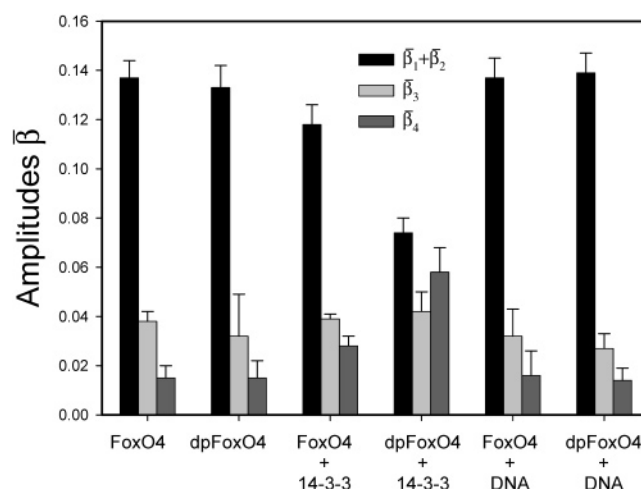 0.16
0.14
0.12
0.10
0.08
0.06
0.04
0.02
0.00
Amplitudes β̄
β̄₁+β̄₂
β̄₃
β̄₄
FoxO4
dpFoxO4
FoxO4
+
14-3-3
dpFoxO4
+
14-3-3
FoxO4
+
DNA
dpFoxO4
+
DNA